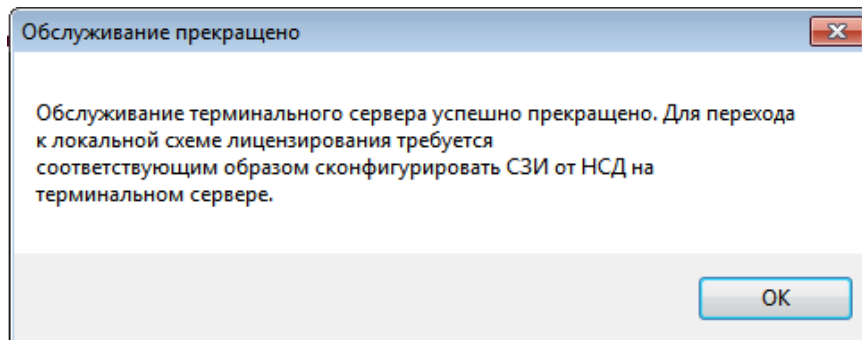 Обслуживание прекращено
Обслуживание терминального сервера успешно прекращено. Для перехода
к локальной схеме лицензирования требуется
соответствующим образом сконфигурировать СЗИ от НСД на
терминальном сервере.
ОК